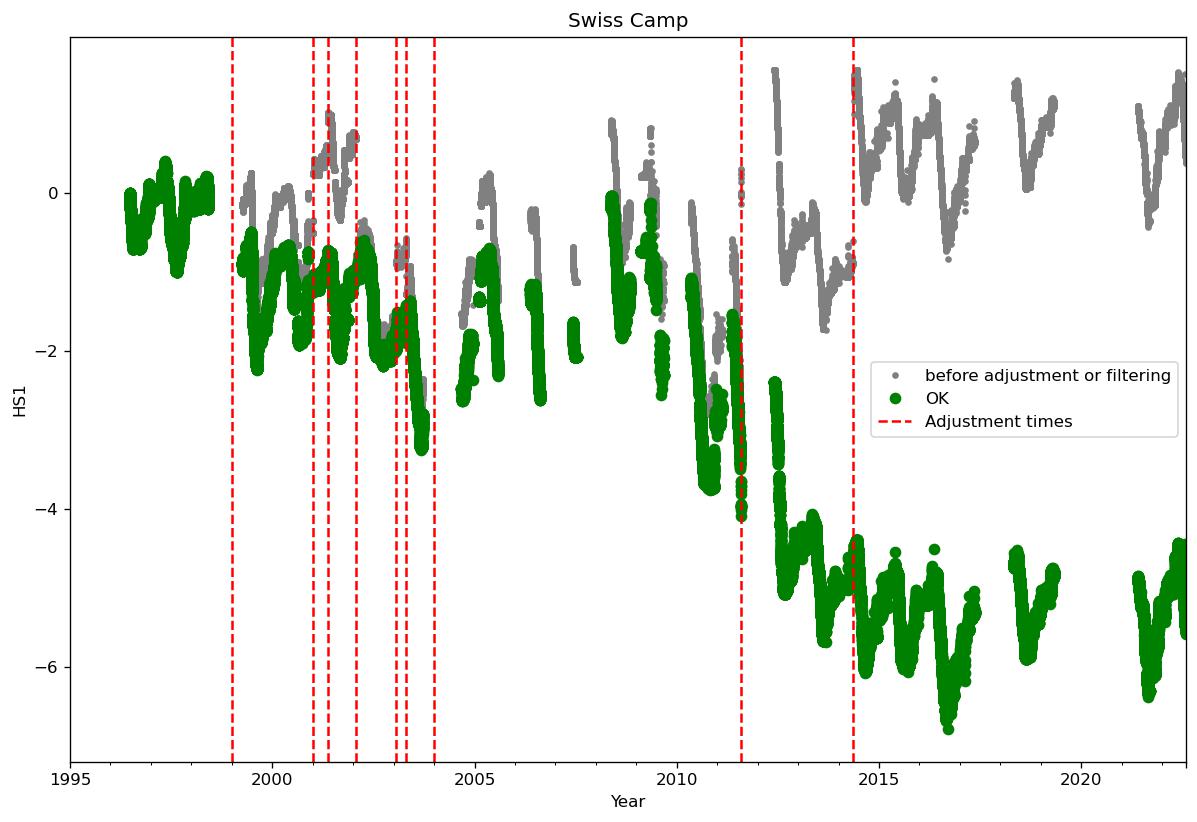 Swiss Camp
0
−2
−4
−6
HS1
before adjustment or filtering
OK
Adjustment times
1995
2000
2005
2010
2015
2020
Year